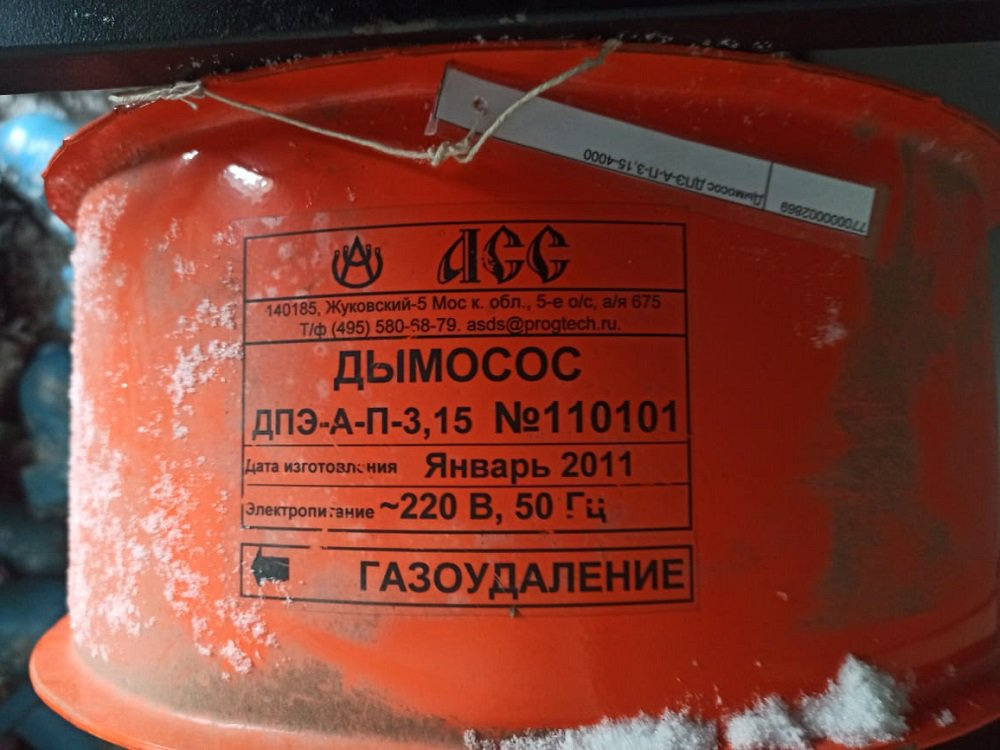 Дымосос ДПЭ-А-П-3,15-4000
770000002869
АСС
140185, Жуковский-5 Мос к. обл., 5-е о/с, а/я 675
Т/ф (495) 580-68-79. asds@progtech.ru.
ДЫМОСОС
ДПЭ-А-П-3,15 №110101
Дата изготовления Январь 2011
Электропитание ~220 В, 50 Гц
ГАЗОУДАЛЕНИЕ